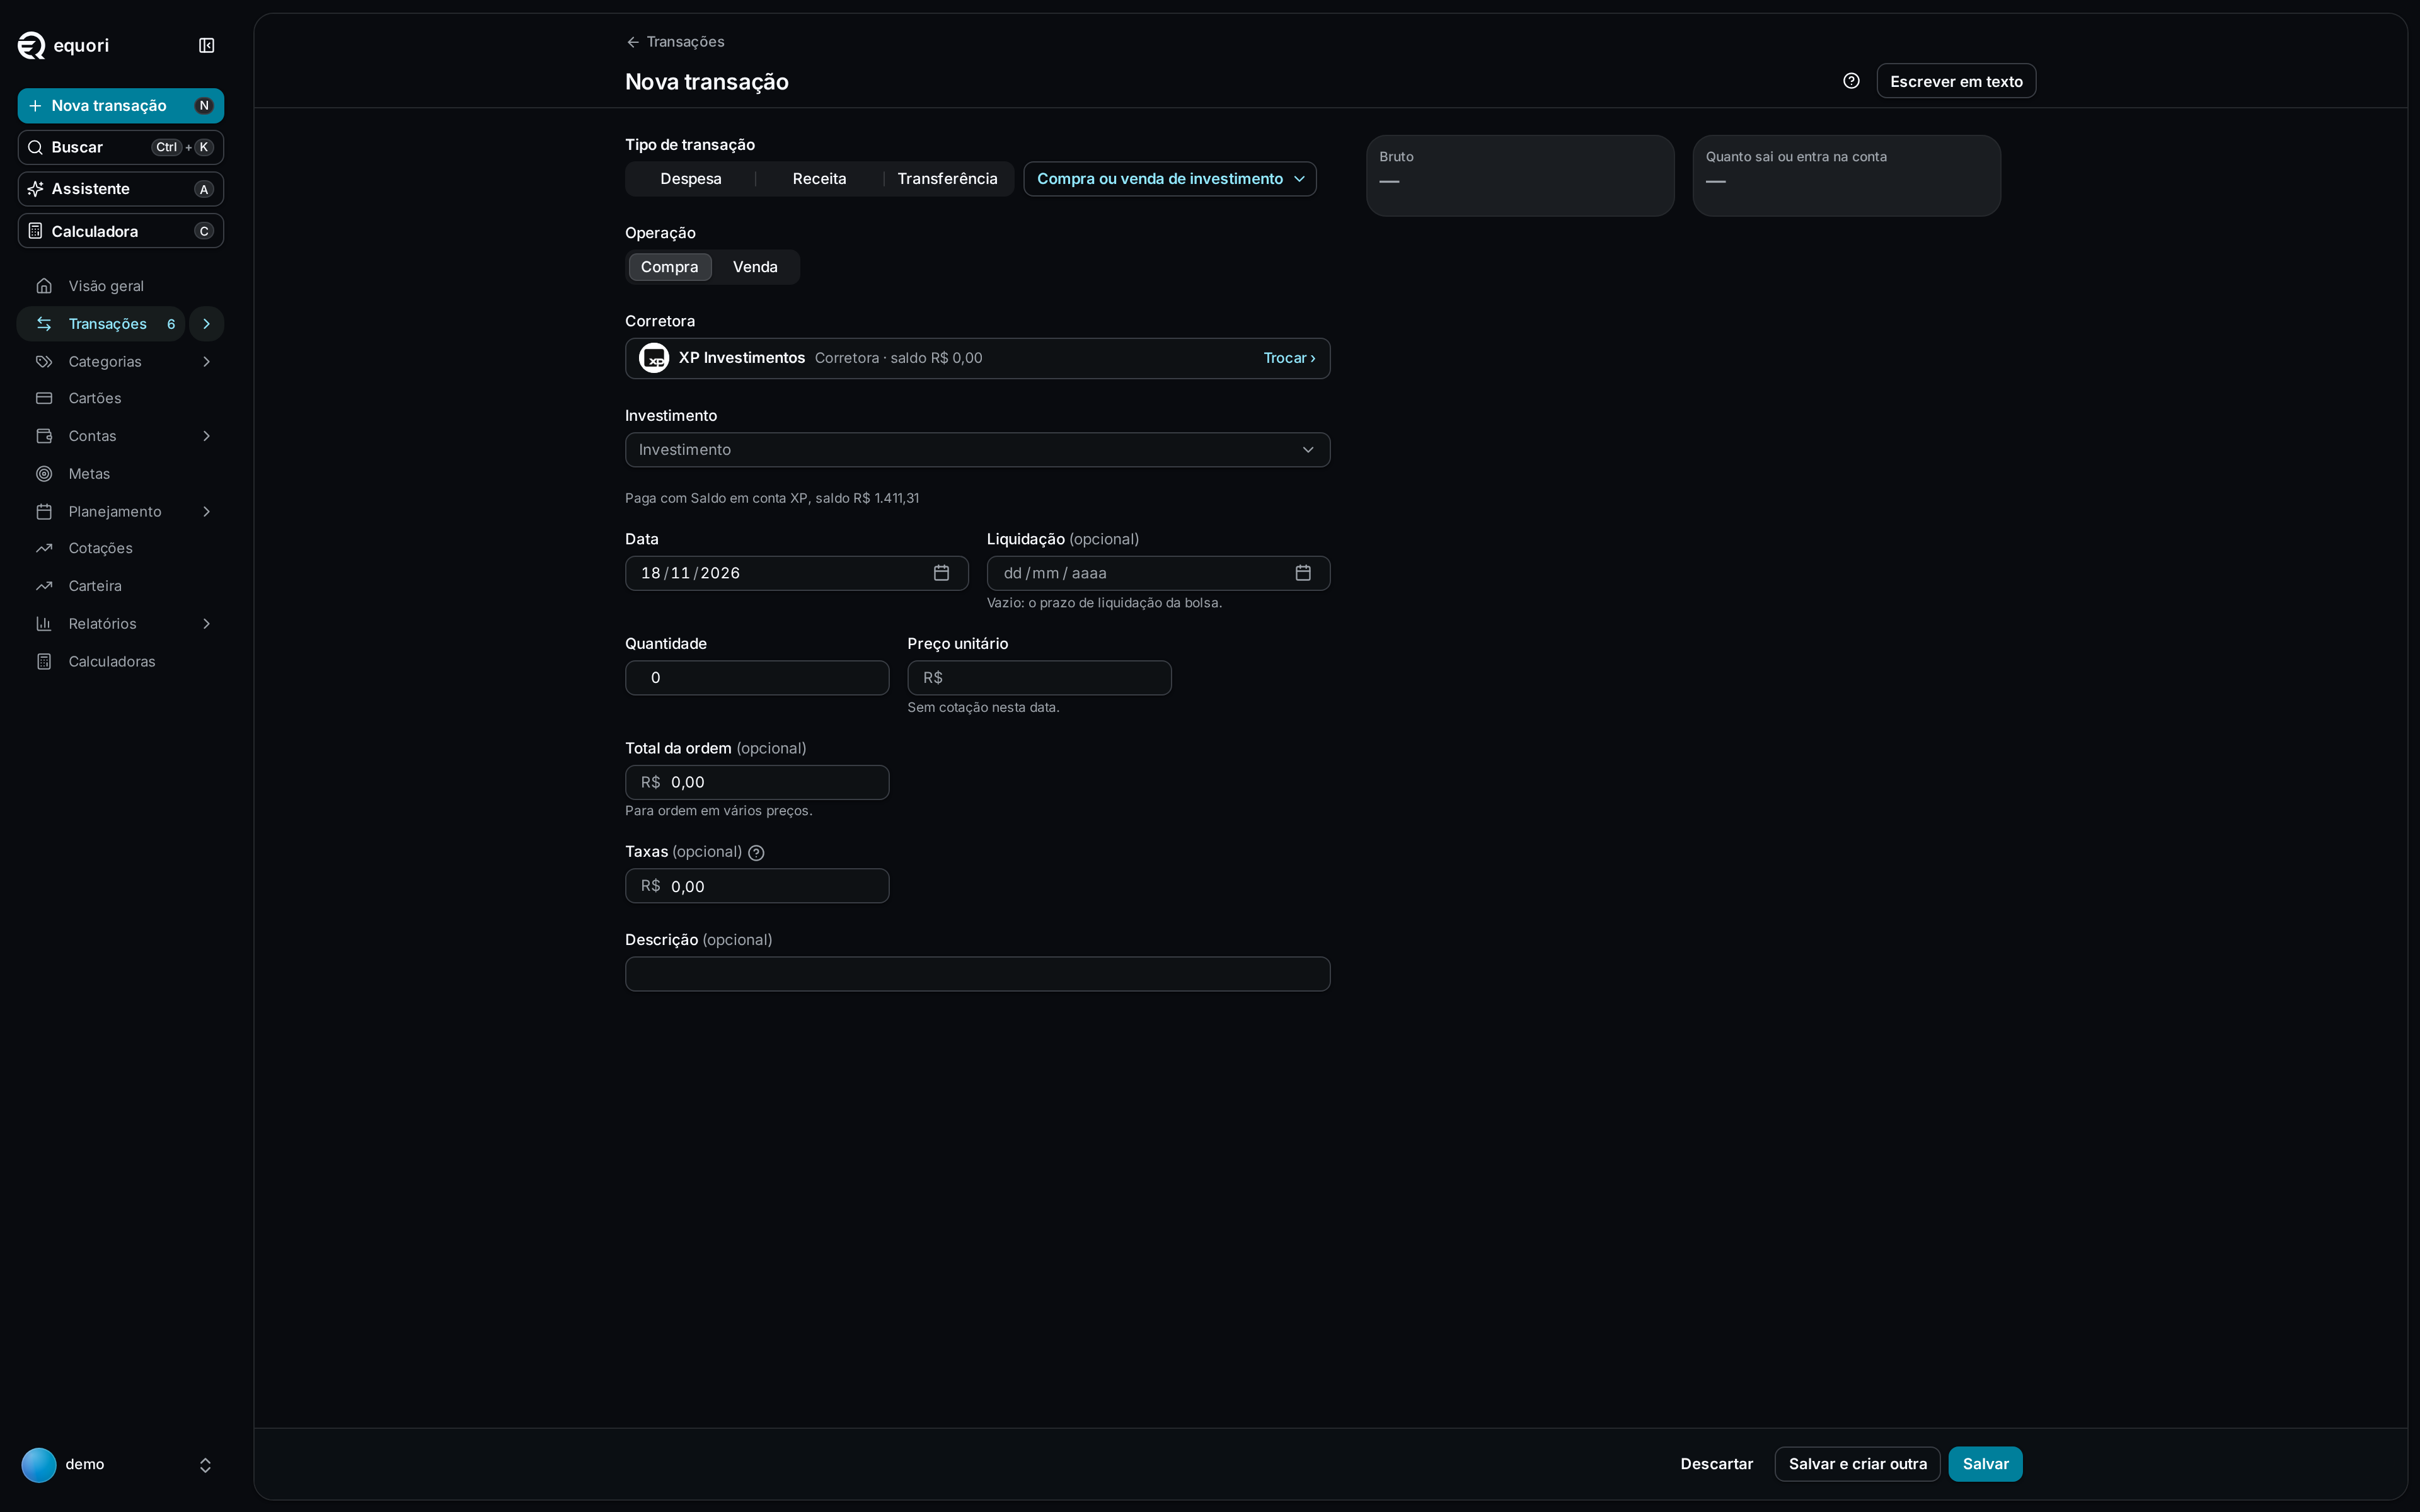 equori
Nova transação N
Buscar Ctrl + K
Assistente A
Calculadora C
Visão geral
Transações 6
Categorias
Cartões
Contas
Metas
Planejamento
Cotações
Carteira
Relatórios
Calculadoras
demo
Transações
Nova transação
Escrever em texto
Tipo de transação
Despesa Receita Transferência Compra ou venda de investimento
Operação
Compra Venda
Corretora
XP XP Investimentos Corretora · saldo R$ 0,00 Trocar ›
Investimento
Investimento
Paga com Saldo em conta XP, saldo R$ 1.411,31
Data Liquidação (opcional)
18/11/2026 dd/mm/aaaa
Vazio: o prazo de liquidação da bolsa.
Quantidade Preço unitário
0 R$
Sem cotação nesta data.
Total da ordem (opcional)
R$ 0,00
Para ordem em vários preços.
Taxas (opcional)
R$ 0,00
Descrição (opcional)
Bruto
—
Quanto sai ou entra na conta
—
Descartar Salvar e criar outra Salvar